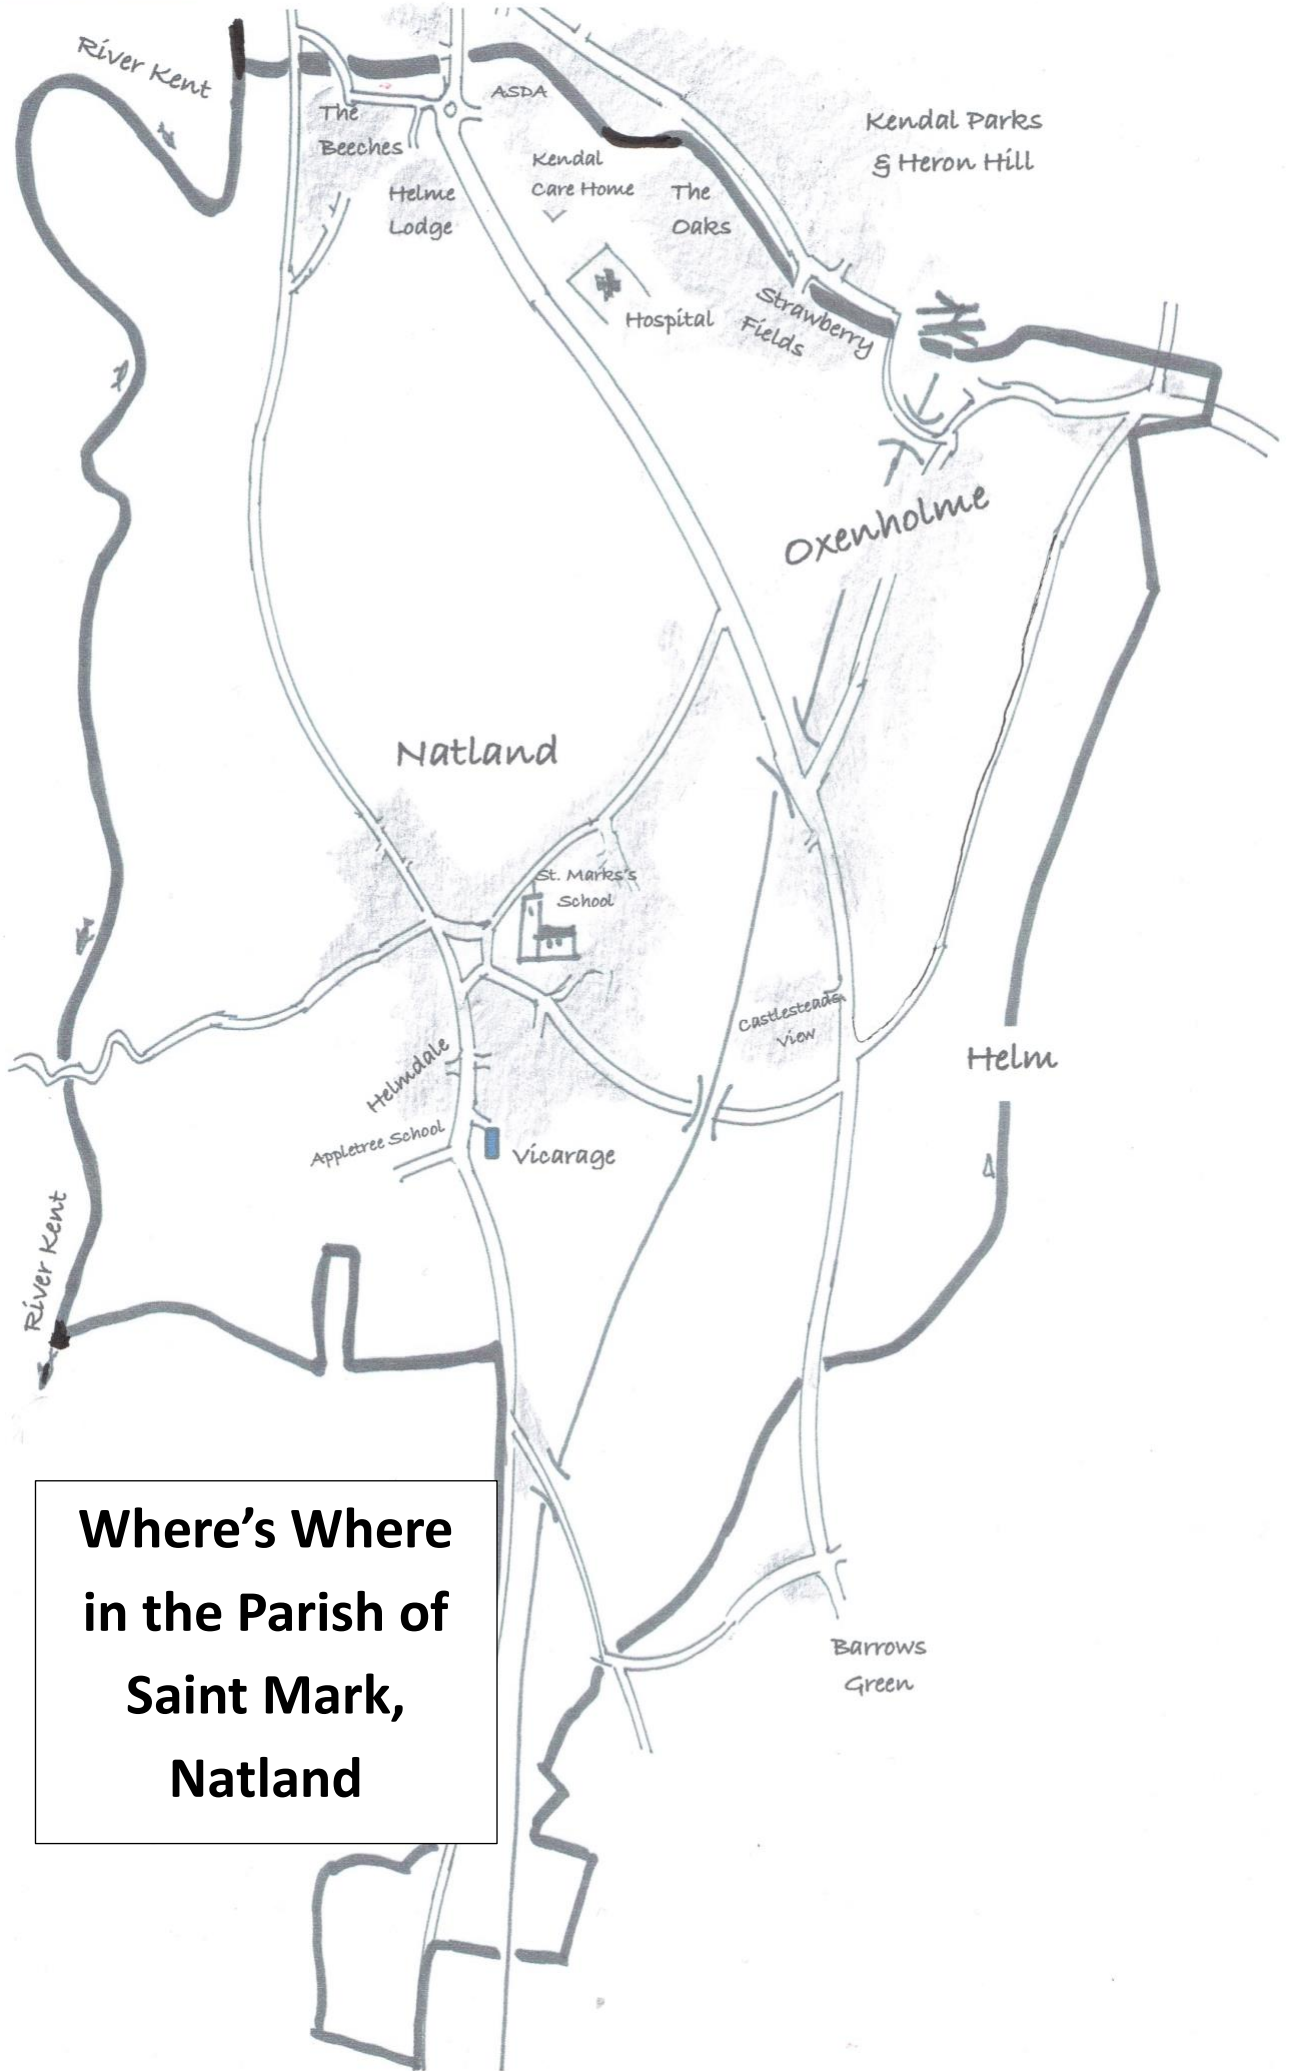 River Kent
ASDA
The
Beeches
Kendal Parks
& Heron Hill
Kendal
Care Home
Helme
Lodge
The
Oaks
Strawberry
Fields
Hospital
Oxenholme
Natland
St. Marks's
School
Castlesteads
View
Helm
Helmdale
Appletree School
Vicarage
River Kent
Where's Where
in the Parish of
Saint Mark,
Natland
Barrows
Green